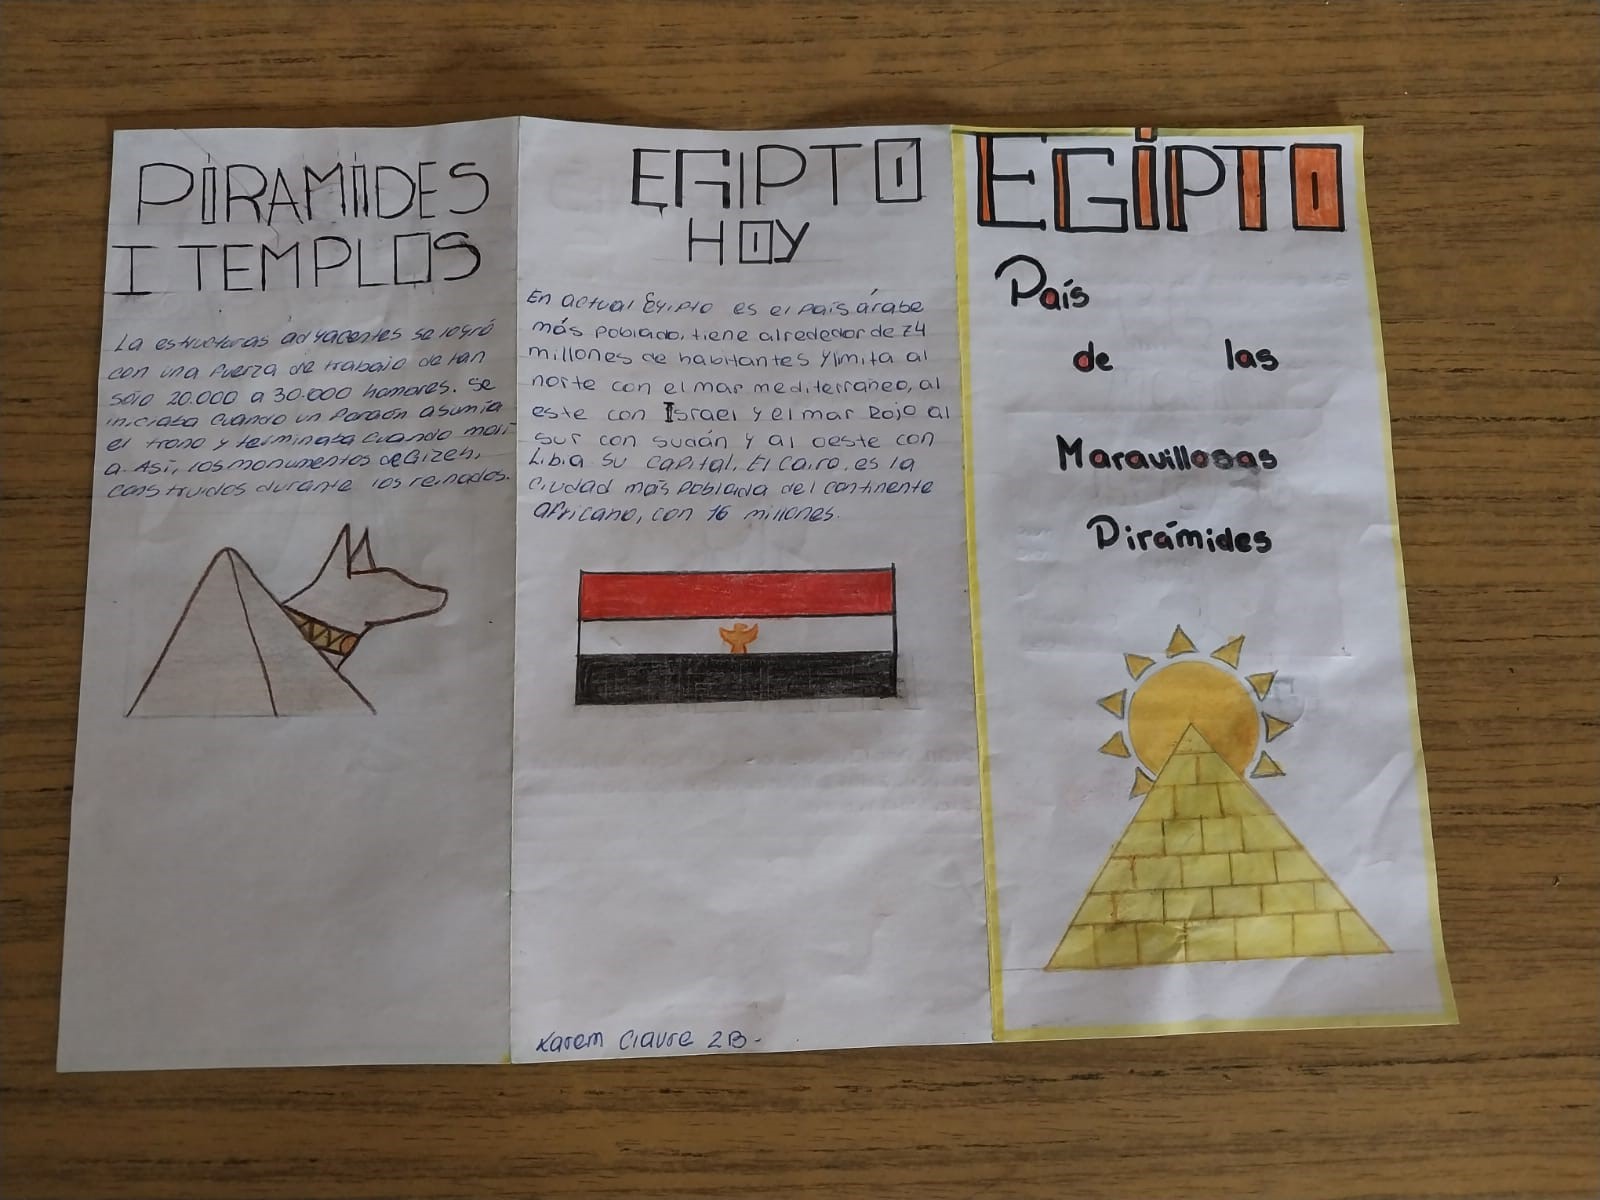 PIRAMIDES
I TEMPLOS
La estructuras adyacentes se logró
con una fuerza de trabajo de tan
sólo 20.000 a 30.000 hombres. Se
iniciaba cuando un faraón asumía
el trono y terminaba cuando morí-
a. Así, los monumentos de Gizeh,
construidos durante los reinados.
EGIPTO
HOY
En actual Egipto es el país árabe
más poblado, tiene alrededor de 74
millones de habitantes y limita al
norte con el mar mediterraneo, al
este con Israel y el mar Rojo al
sur con sudán y al oeste con
Libia su capital, El Cairo, es la
ciudad más poblada del continente
africano, con 16 millones.
Karem Claure 2B-
EGIPTO
País
de las
Maravillosas
Pirámides